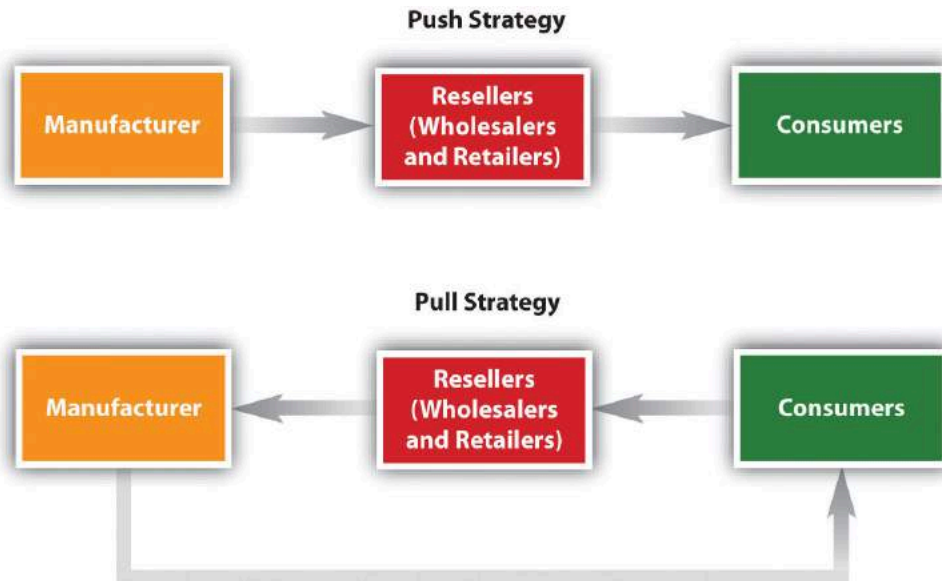 Push Strategy
Manufacturer
Resellers
(Wholesalers
and Retailers)
Consumers
Pull Strategy
Manufacturer
Resellers
(Wholesalers
and Retailers)
Consumers